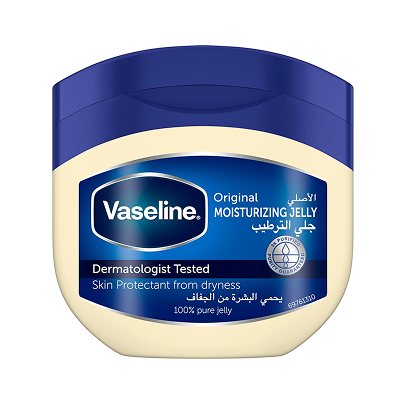 Vaseline®
Original الأصلي
MOISTURIZING JELLY
جلي الترطيب
Dermatologist Tested
Skin Protectant from dryness
يحمي البشرة من الجفاف
100% pure jelly
69761310